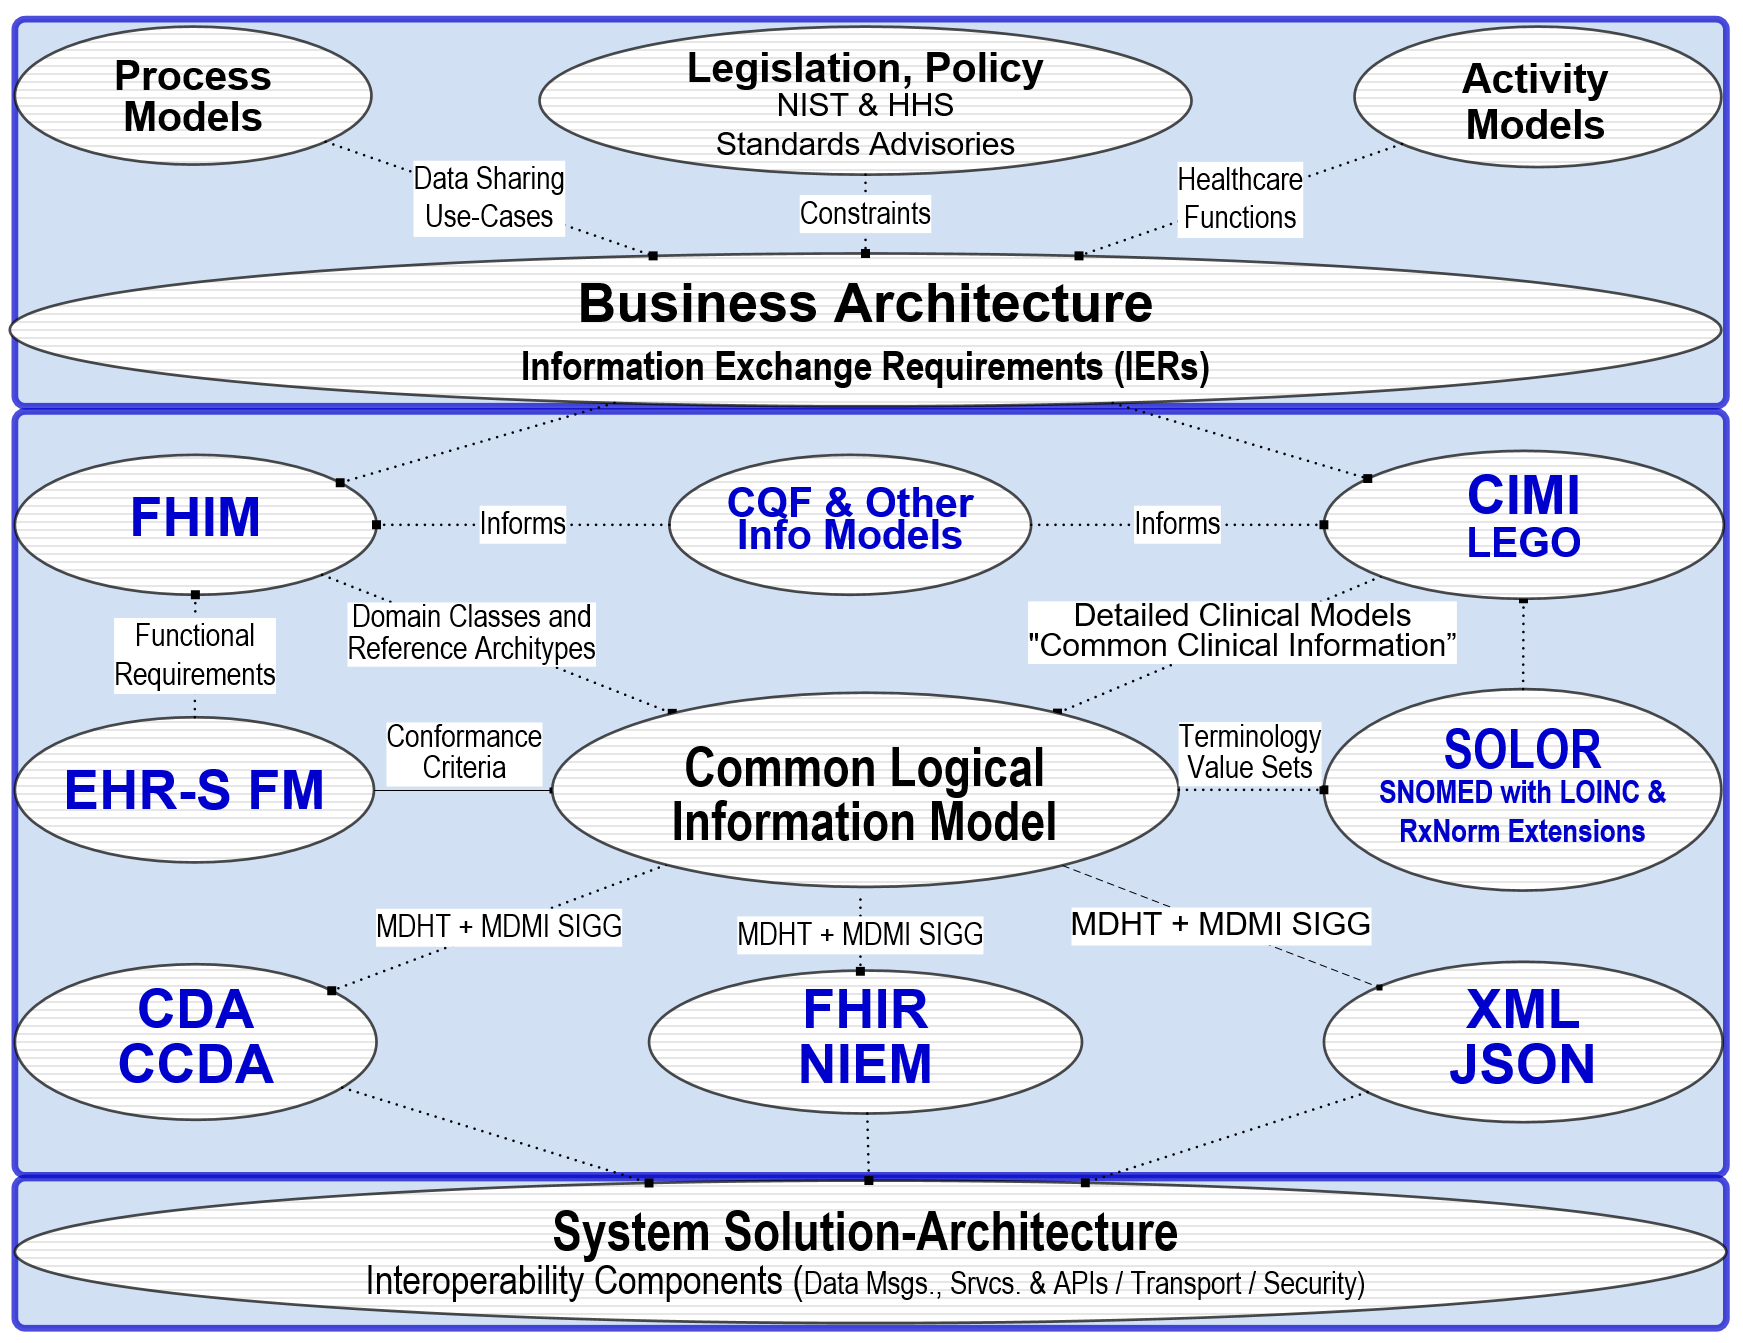 Process
Models
Legislation, Policy
NIST & HHS
Standards Advisories
Activity
Models
Data Sharing
Use-Cases
Constraints
Healthcare
Functions
Business Architecture
Information Exchange Requirements (IERs)
FHIM
Informs
CQF & Other
Info Models
Informs
CIMI
LEGO
Functional
Requirements
Domain Classes and
Reference Architypes
Detailed Clinical Models
"Common Clinical Information”
EHR-S FM
Conformance
Criteria
Common Logical
Information Model
Terminology
Value Sets
SOLOR
SNOMED with LOINC &
RxNorm Extensions
MDHT + MDMI SIGG
MDHT + MDMI SIGG
MDHT + MDMI SIGG
CDA
CCDA
FHIR
NIEM
XML
JSON
System Solution-Architecture
Interoperability Components (Data Msgs., Srvcs. & APIs / Transport / Security)